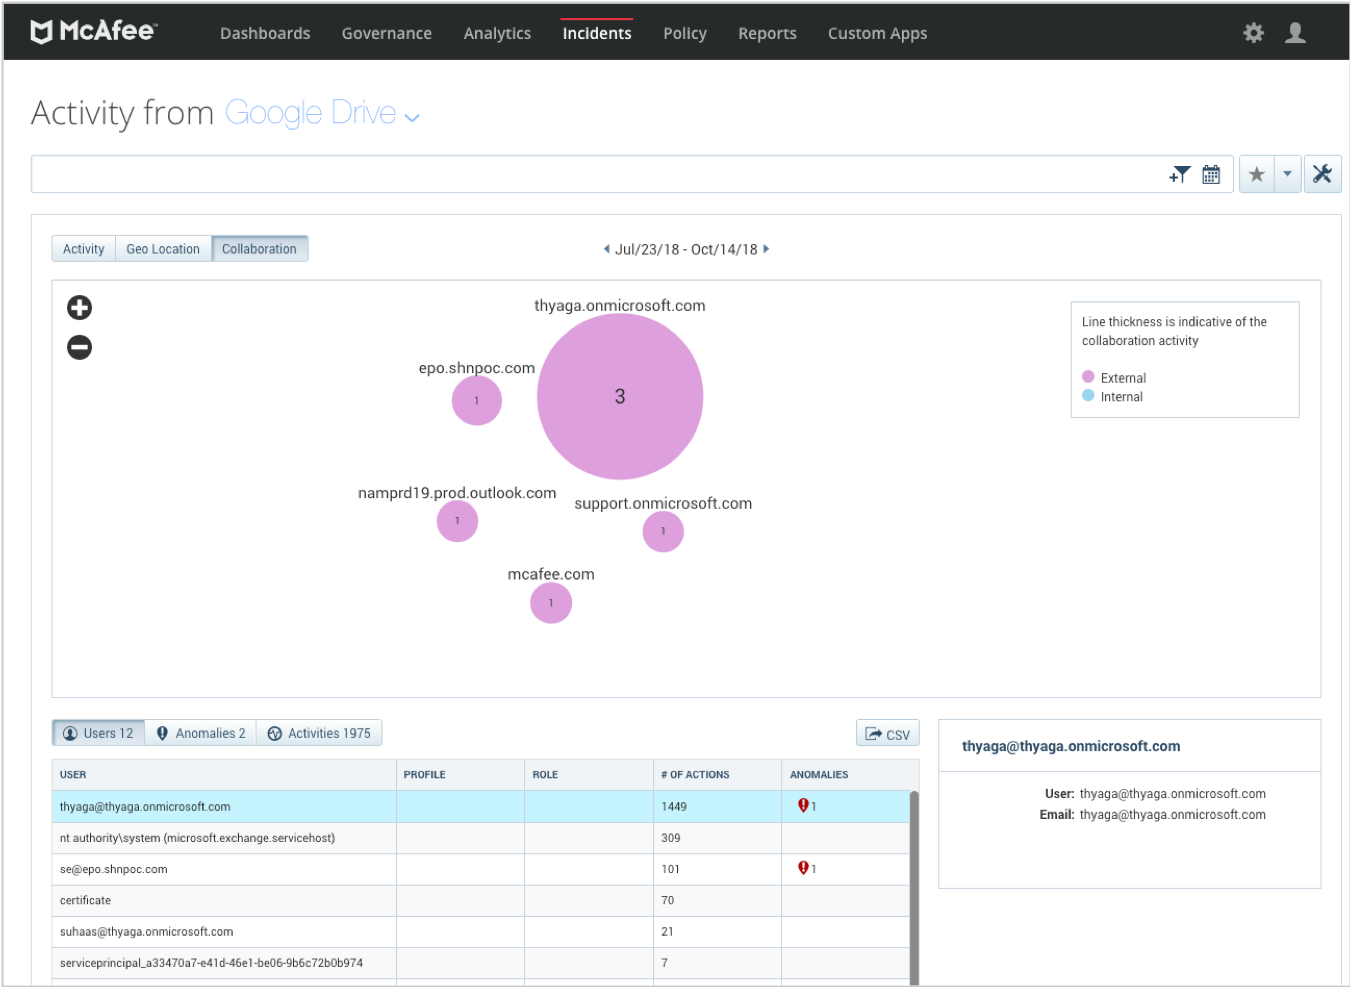 McAfee™ Dashboards Governance Analytics Incidents Policy Reports Custom Apps
Activity from Google Drive
Activity Geo Location Collaboration Jul/23/18 - Oct/14/18
thyaga.onmicrosoft.com
3
epo.shnpoc.com
1
namprd19.prod.outlook.com
1
support.onmicrosoft.com
1
mcafee.com
1
Line thickness is indicative of the
collaboration activity
External
Internal
Users 12 Anomalies 2 Activities 1975 CSV
USER PROFILE ROLE # OF ACTIONS ANOMALIES
thyaga@thyaga.onmicrosoft.com 1449 1
nt authority\system (microsoft.exchange.servicehost) 309
se@epo.shnpoc.com 101 1
certificate 70
suhaas@thyaga.onmicrosoft.com 21
serviceprincipal_a33470a7-e41d-46e1-be06-9b6c72b0b974 7
thyaga@thyaga.onmicrosoft.com
User: thyaga@thyaga.onmicrosoft.com
Email: thyaga@thyaga.onmicrosoft.com